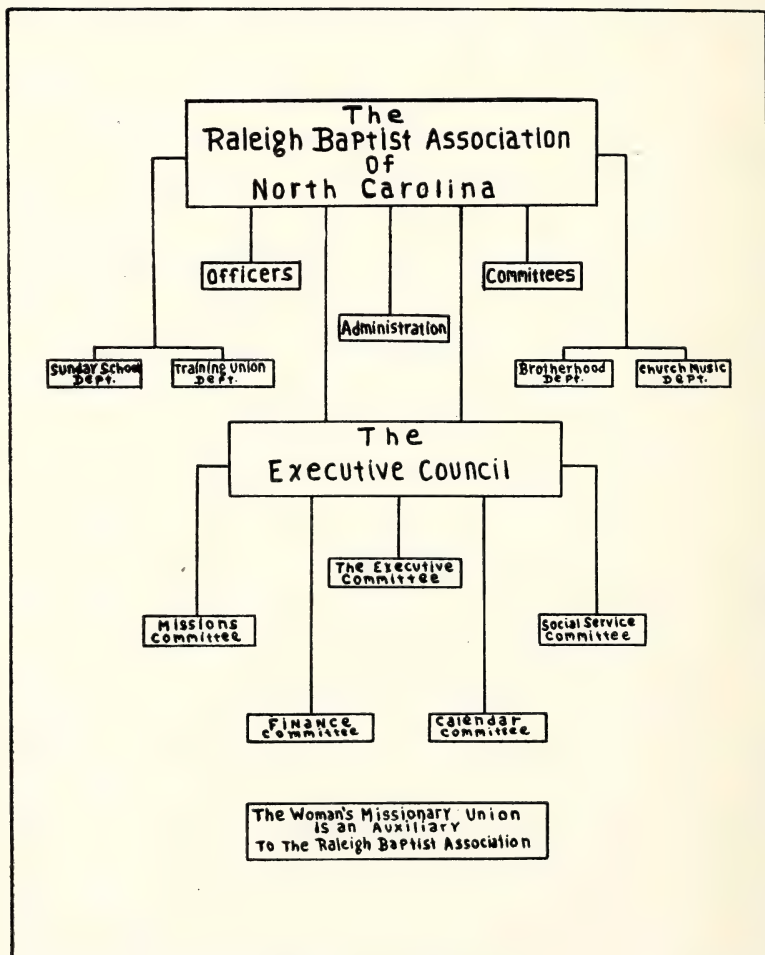 The
Raleigh Baptist Association
Of
North Carolina
Officers
Committees
Administration
Sunday School
Dept.
Training Union
Dept.
Brotherhood
Dept.
Church Music
Dept.
The
Executive Council
The Executive
Committee
Missions
Committee
Social Service
Committee
Finance
Committee
Calendar
Committee
The Woman's Missionary Union
Is an Auxiliary
To The Raleigh Baptist Association